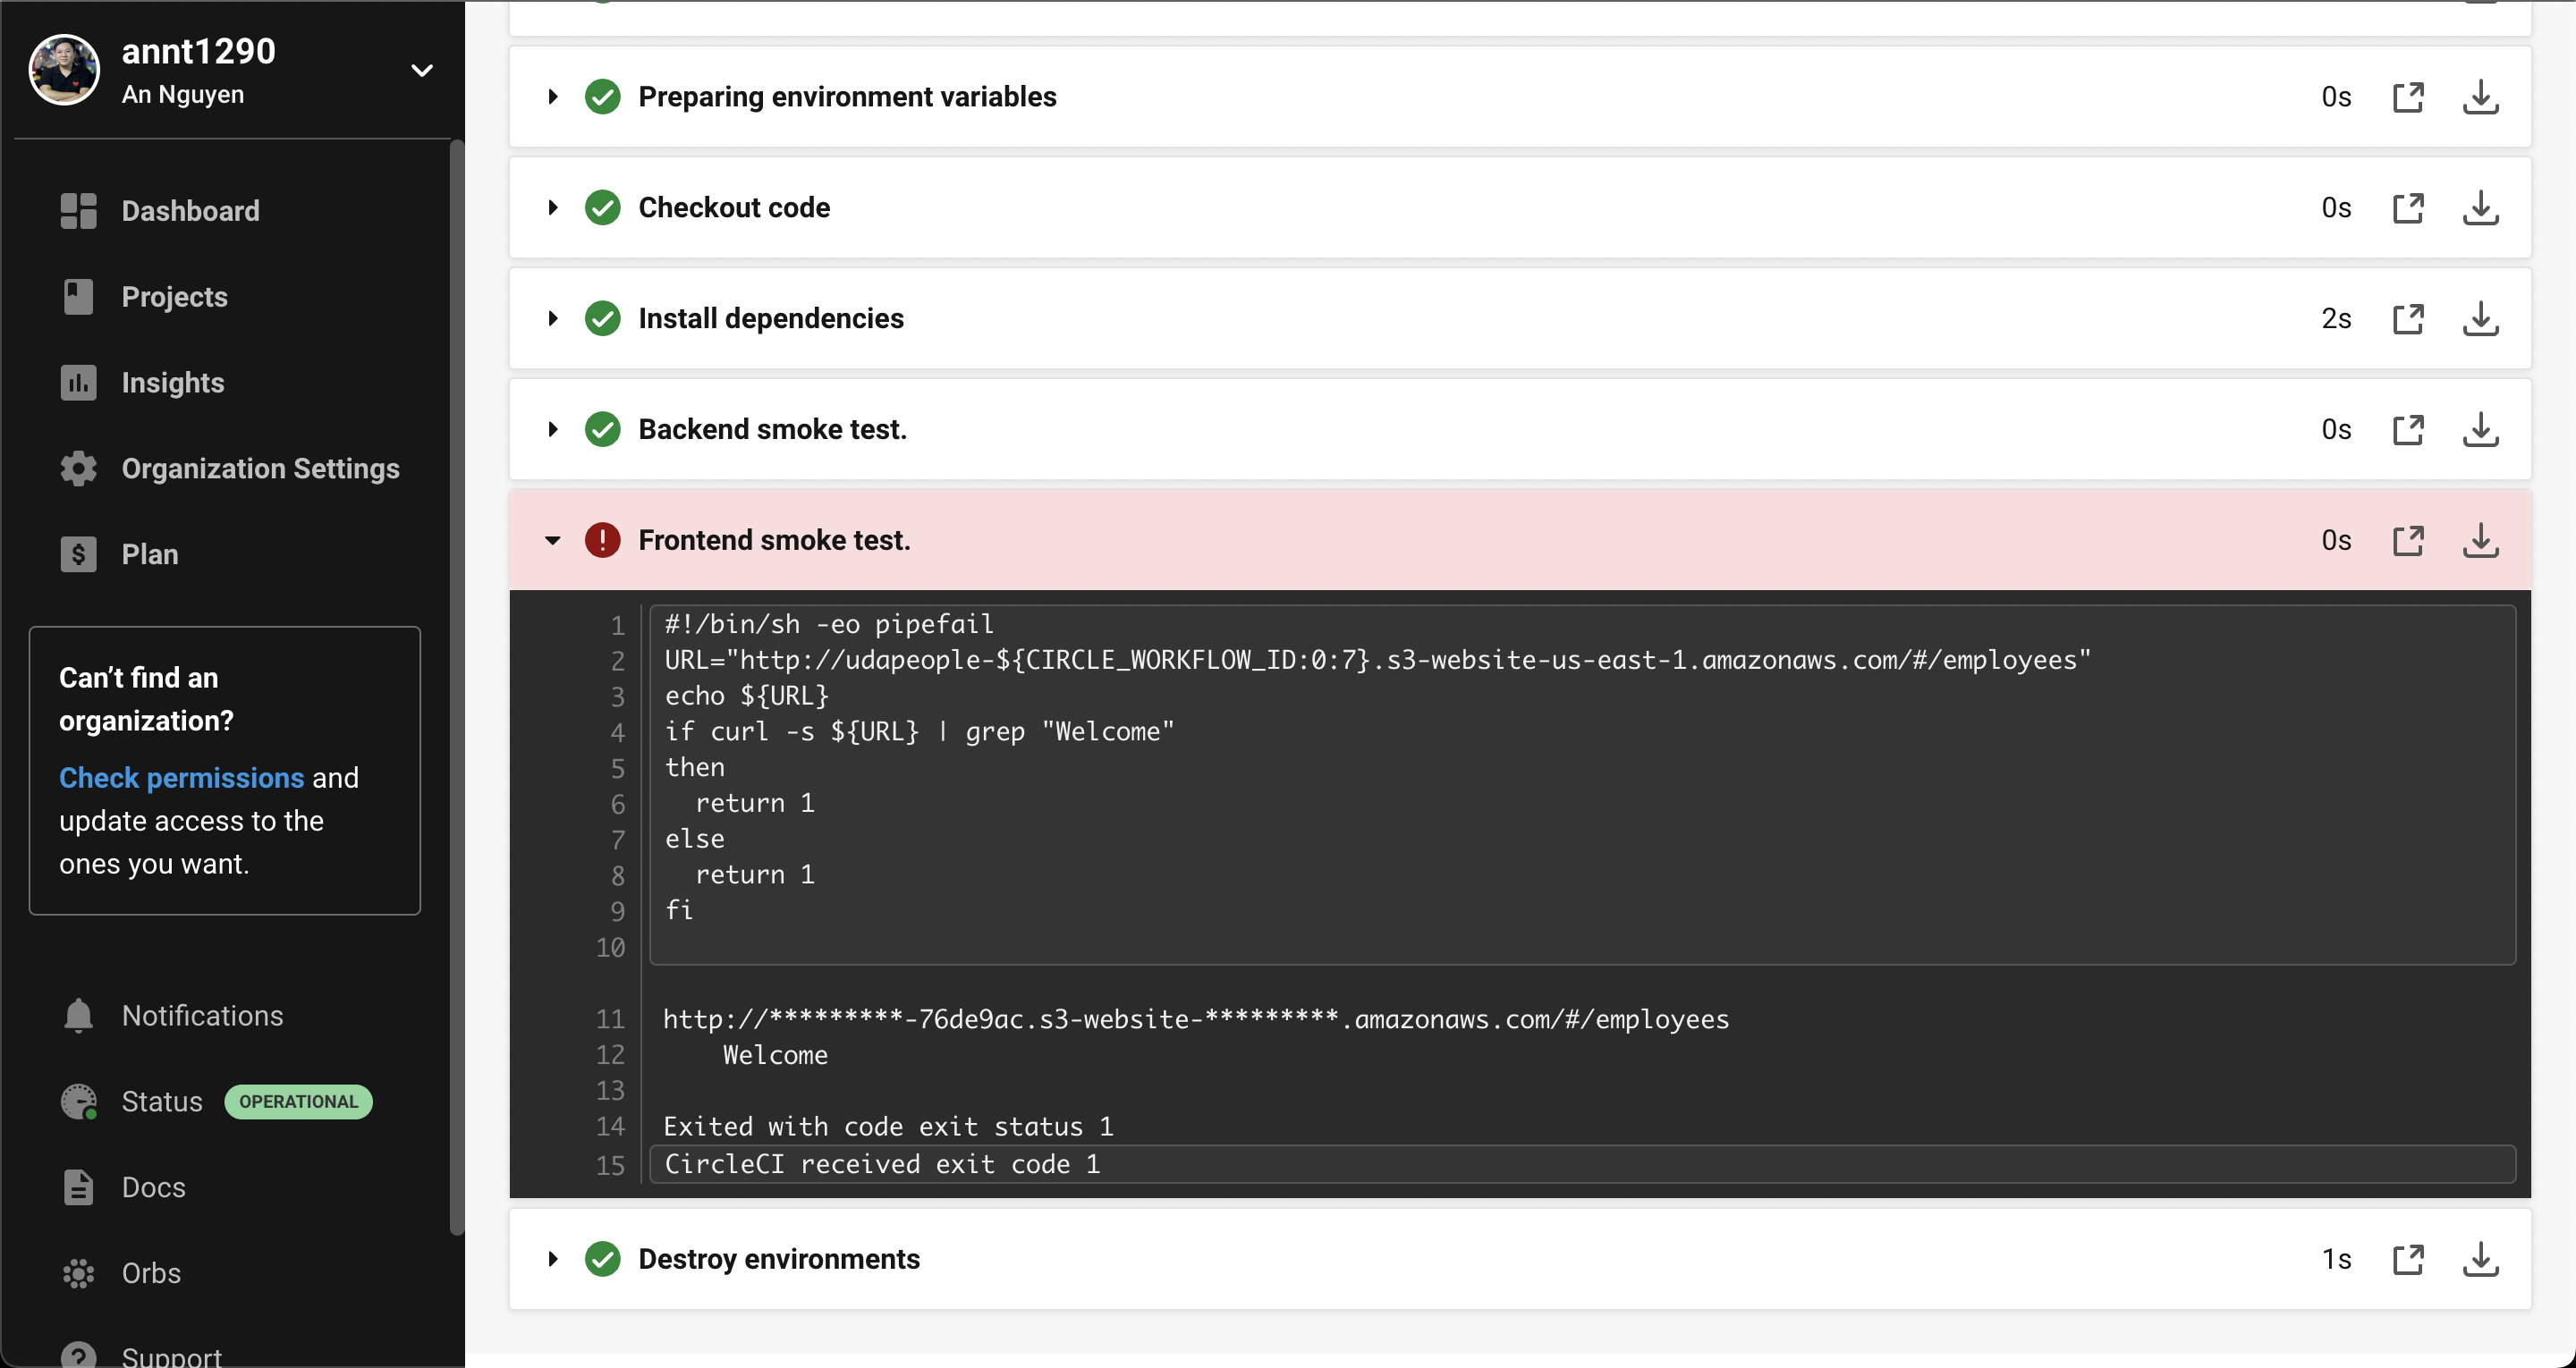 annt1290
An Nguyen
Dashboard
Projects
Insights
Organization Settings
Plan
Can’t find an
organization?
Check permissions and
update access to the
ones you want.
Notifications
Status OPERATIONAL
Docs
Orbs
Support
Preparing environment variables 0s
Checkout code 0s
Install dependencies 2s
Backend smoke test. 0s
Frontend smoke test. 0s
1 #!/bin/sh -eo pipefail
2 URL="http://udapeople-${CIRCLE_WORKFLOW_ID:0:7}.s3-website-us-east-1.amazonaws.com/#/employees"
3 echo ${URL}
4 if curl -s ${URL} | grep "Welcome"
5 then
6   return 1
7 else
8   return 1
9 fi
10
11 http://*********-76de9ac.s3-website-*********.amazonaws.com/#/employees
12     Welcome
13
14 Exited with code exit status 1
15 CircleCI received exit code 1
Destroy environments 1s